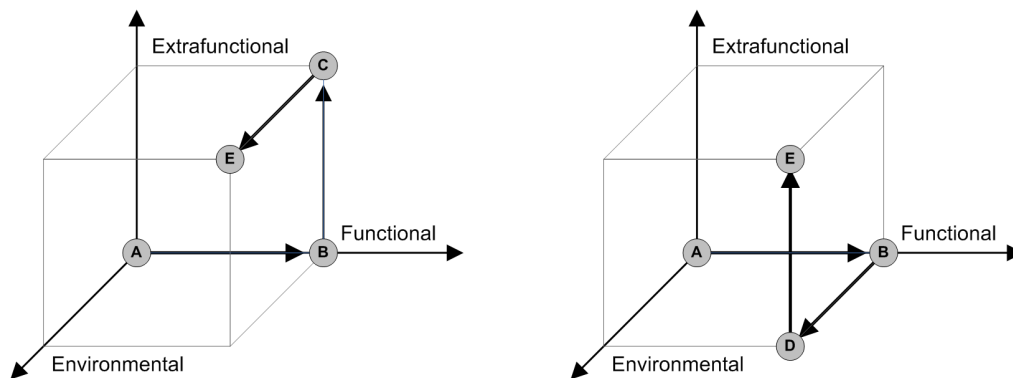 Extrafunctional
C
E
A
B
Functional
Environmental
Extrafunctional
E
A
B
Functional
D
Environmental